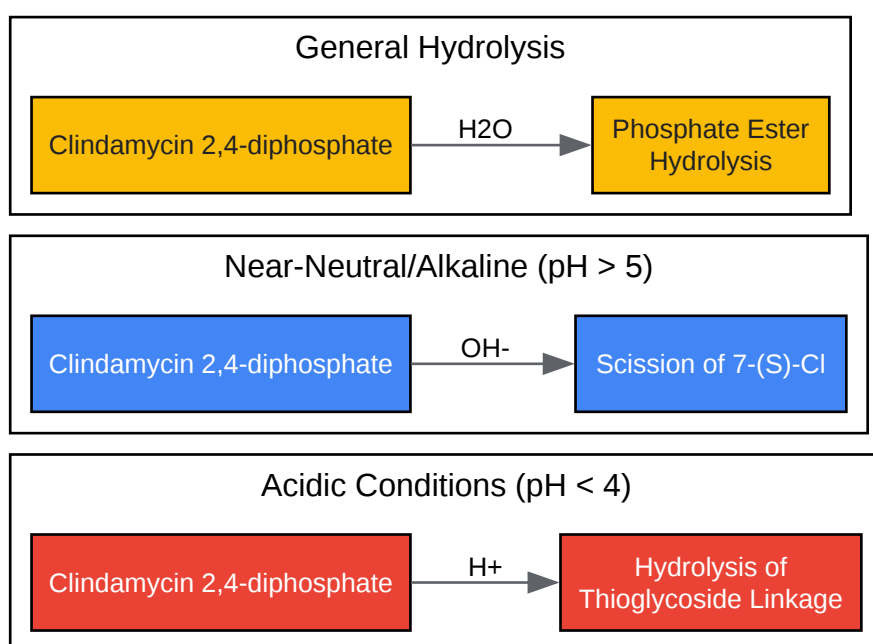 General Hydrolysis
Clindamycin 2,4-diphosphate
H2O
Phosphate Ester
Hydrolysis
Near-Neutral/Alkaline (pH > 5)
Clindamycin 2,4-diphosphate
OH-
Scission of 7-(S)-Cl
Acidic Conditions (pH < 4)
Clindamycin 2,4-diphosphate
H+
Hydrolysis of
Thioglycoside Linkage